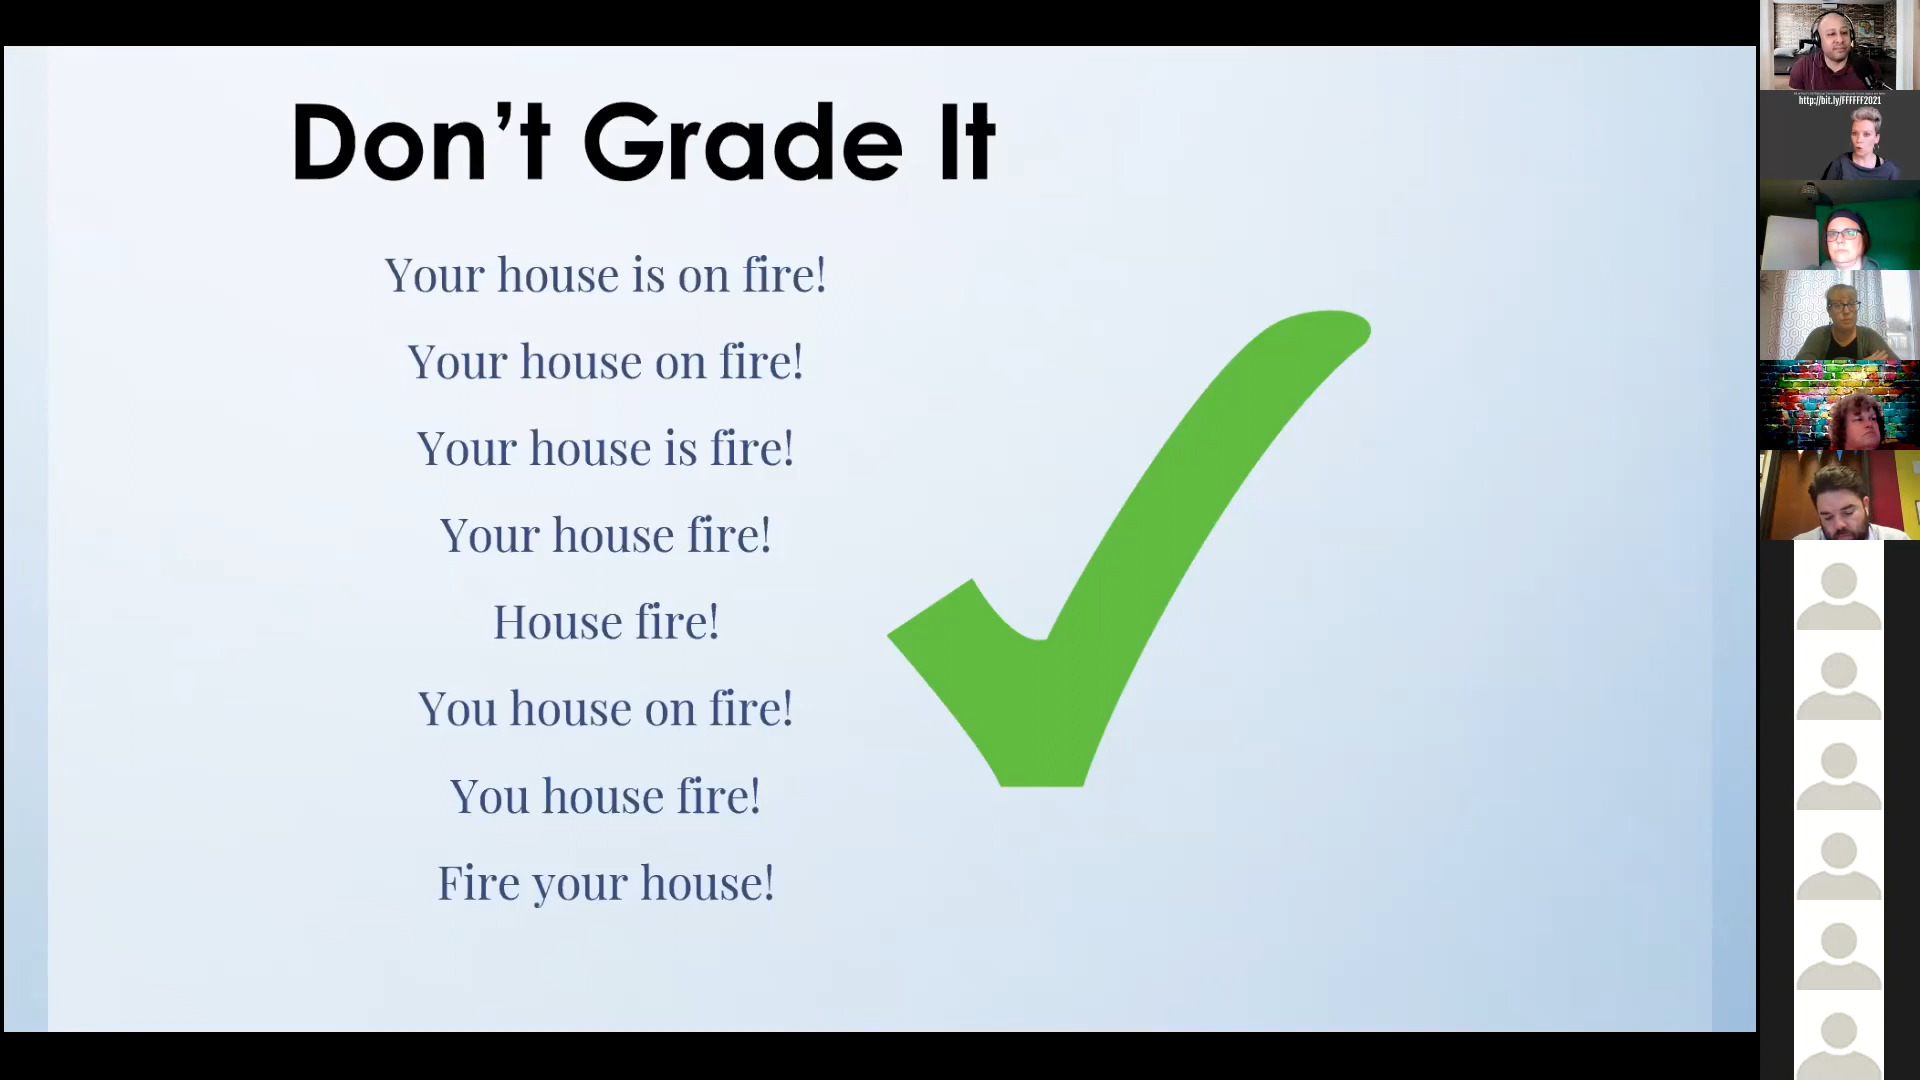 Don't Grade It
Your house is on fire!
Your house on fire!
Your house is fire!
Your house fire!
House fire!
You house on fire!
You house fire!
Fire your house!
http://bit.ly/FFFFFF2021